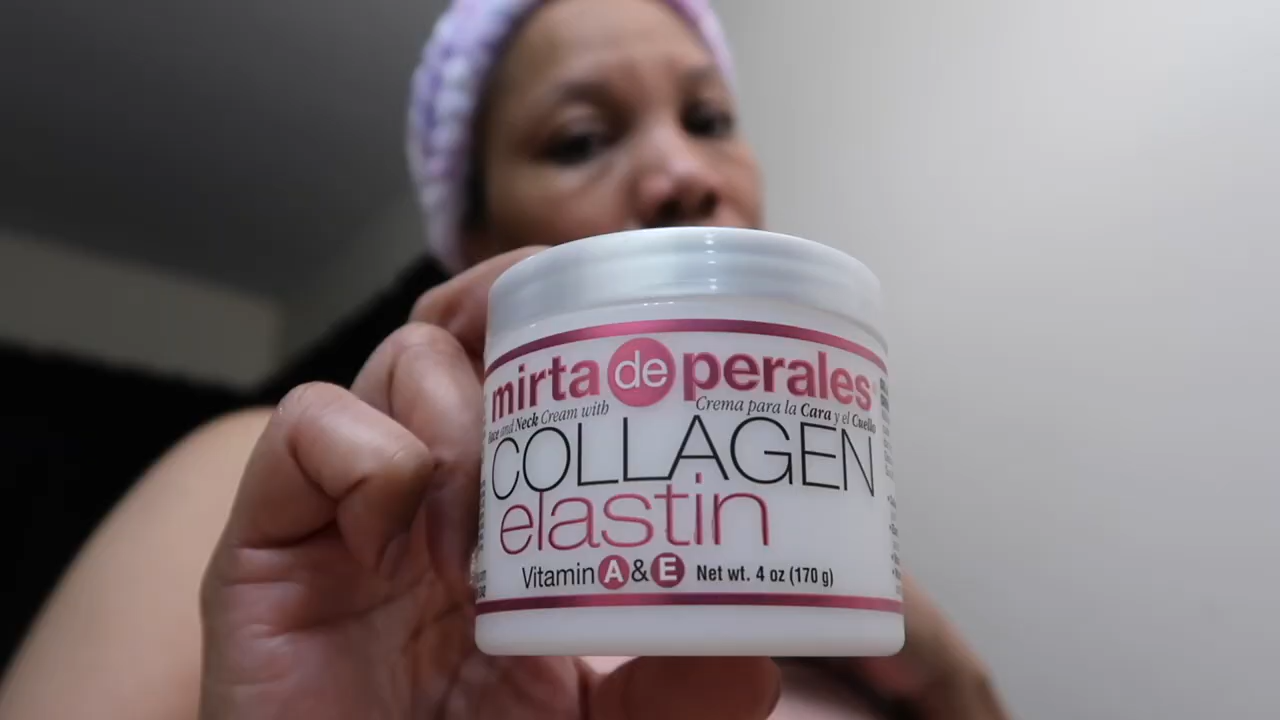 mirta de perales
and Neck Cream with Crema para la Cara y el Cuello
COLLAGEN
elastin
Vitamin A & E Net wt. 4 oz (170 g)